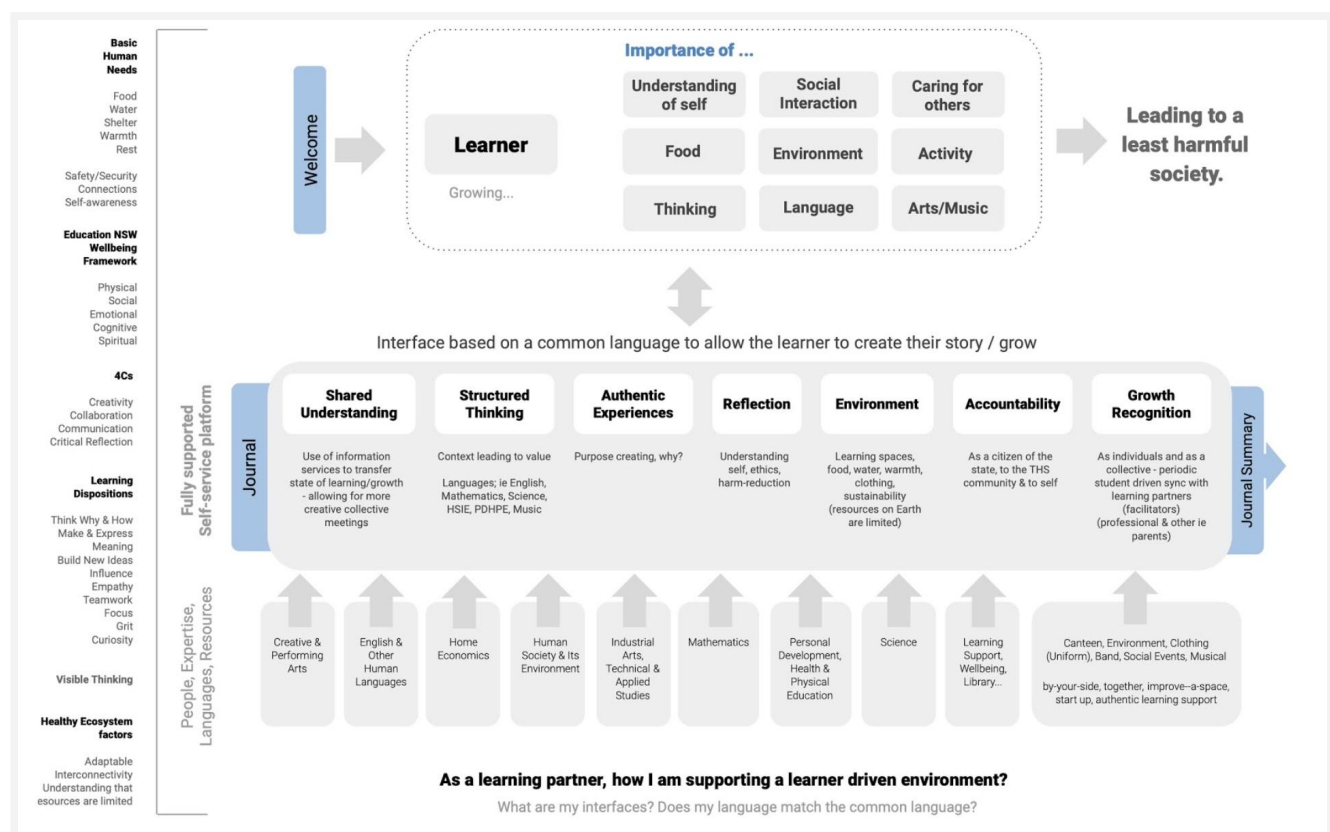 Basic
Human
Needs
Food
Water
Shelter
Warmth
Rest
Safety/Security
Connections
Self-awareness
Education NSW
Wellbeing
Framework
Physical
Social
Emotional
Cognitive
Spiritual
4Cs
Creativity
Collaboration
Communication
Critical Reflection
Learning
Dispositions
Think Why & How
Make & Express
Meaning
Build New Ideas
Influence
Empathy
Teamwork
Focus
Grit
Curiosity
Visible Thinking
Healthy Ecosystem
factors
Adaptable
Interconnectivity
Understanding that
esources are limited
Welcome
Learner
Growing...
Importance of ...
Understanding
of self
Social
Interaction
Caring for
others
Food
Environment
Activity
Thinking
Language
Arts/Music
Leading to a
least harmful
society.
Interface based on a common language to allow the learner to create their story / grow
Fully supported
Self-service platform
Journal
Shared
Understanding
Use of information
services to transfer
state of learning/growth
- allowing for more
creative collective
meetings
Structured
Thinking
Context leading to value
Languages; ie English,
Mathematics, Science,
HSIE, PDHPE, Music
Authentic
Experiences
Purpose creating, why?
Reflection
Understanding
self, ethics,
harm-reduction
Environment
Learning spaces,
food, water, warmth,
clothing,
sustainability
(resources on Earth
are limited)
Accountability
As a citizen of the
state, to the THS
community & to self
Growth
Recognition
As individuals and as a
collective - periodic
student driven sync with
learning partners
(facilitators)
(professional & other ie
parents)
Journal Summary
People, Expertise,
Languages, Resources
Creative &
Performing
Arts
English &
Other
Human
Languages
Home
Economics
Human
Society & Its
Environment
Industrial
Arts,
Technical &
Applied
Studies
Mathematics
Personal
Development,
Health &
Physical
Education
Science
Learning
Support,
Wellbeing,
Library...
Canteen, Environment, Clothing
(Uniform), Band, Social Events, Musical
by-your-side, together, improve--a-space,
start up, authentic learning support
As a learning partner, how I am supporting a learner driven environment?
What are my interfaces? Does my language match the common language?